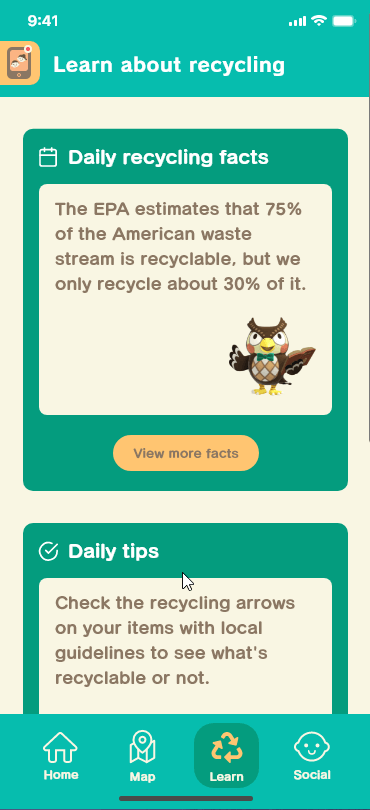 9:41
Learn about recycling
Daily recycling facts
The EPA estimates that 75%
of the American waste
stream is recyclable, but we
only recycle about 30% of it.
View more facts
Daily tips
Check the recycling arrows
on your items with local
guidelines to see what's
recyclable or not.
Home
Map
Learn
Social